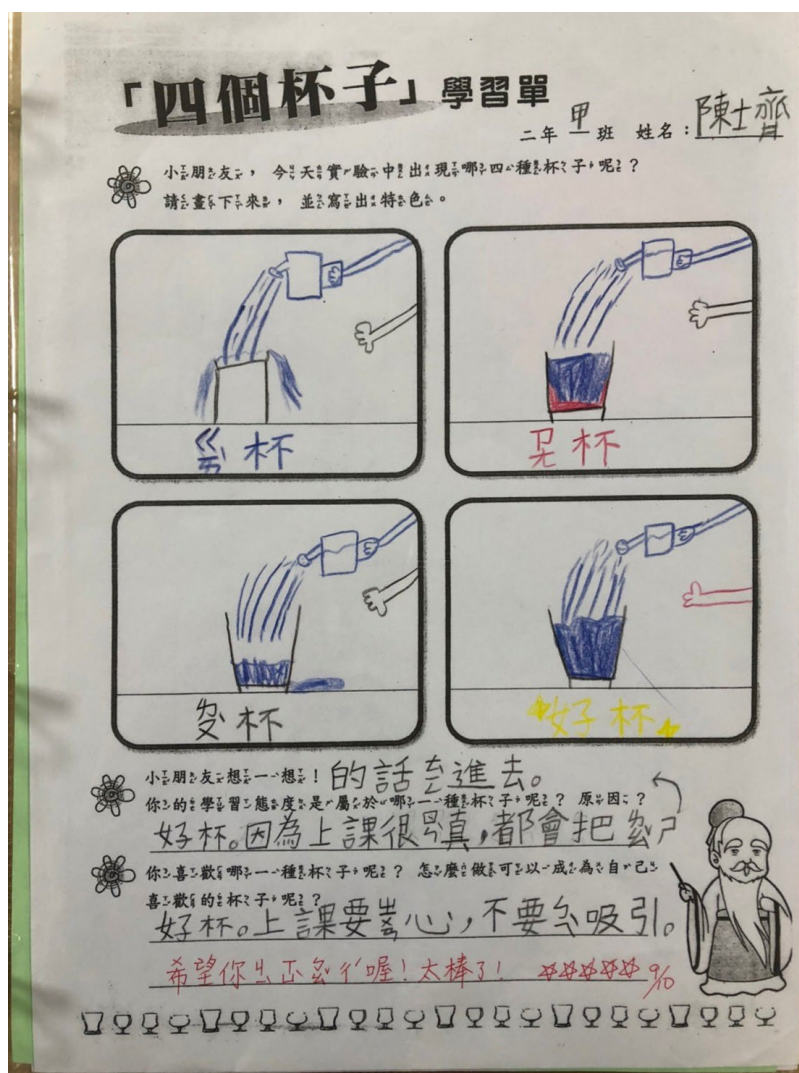 「四個杯子」學習單
二年甲班 姓名：陳士齊
小朋友，今天實驗中出現哪四種杯子呢？
請畫下來，並寫出特色。
杯
ㄗㄤ杯
杯
好杯
小朋友想一想！的話 進去。
你的學習態度是屬於哪一種杯子呢？原因？
好杯。因為上課很 真，都會把
你喜歡哪一種杯子呢？怎麼做可以成為自己
喜歡的杯子呢？
好杯。上課要 心，不要 吸引。
希望你 喔！太棒了！ 9/10